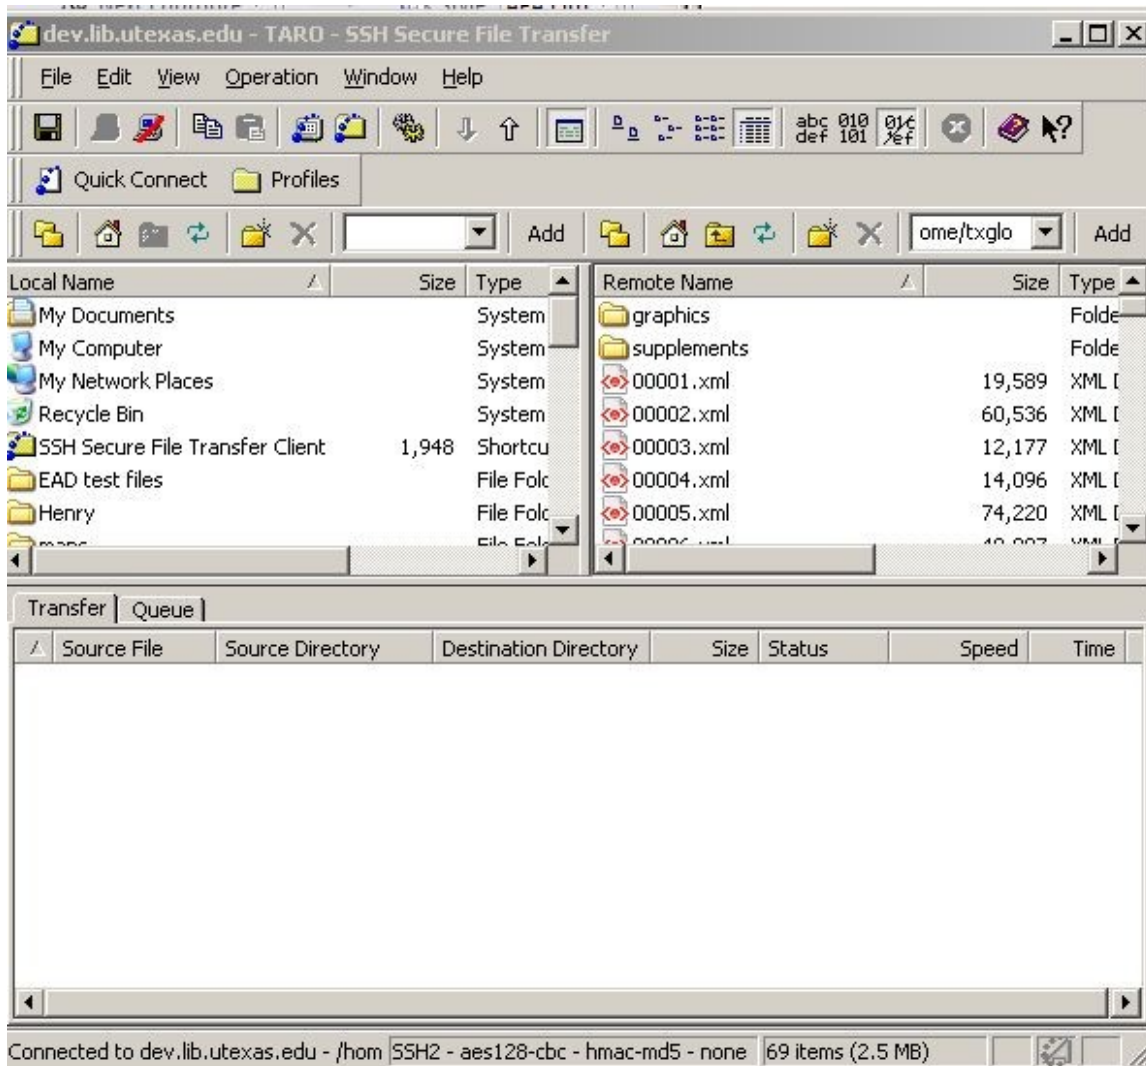 dev.lib.utexas.edu - TARO - SSH Secure File Transfer
File Edit View Operation Window Help
abc def 010 101
Quick Connect Profiles
Add ome/txglo Add
Local Name Size Type
My Documents System
My Computer System
My Network Places System
Recycle Bin System
SSH Secure File Transfer Client 1,948 Shortcu
EAD test files File Folc
Henry File Folc
Remote Name Size Type
graphics Folde
supplements Folde
00001.xml 19,589 XML
00002.xml 60,536 XML
00003.xml 12,177 XML
00004.xml 14,096 XML
00005.xml 74,220 XML
Transfer Queue
Source File Source Directory Destination Directory Size Status Speed Time
Connected to dev.lib.utexas.edu - /hom SSH2 - aes128-cbc - hmac-md5 - none 69 items (2.5 MB)